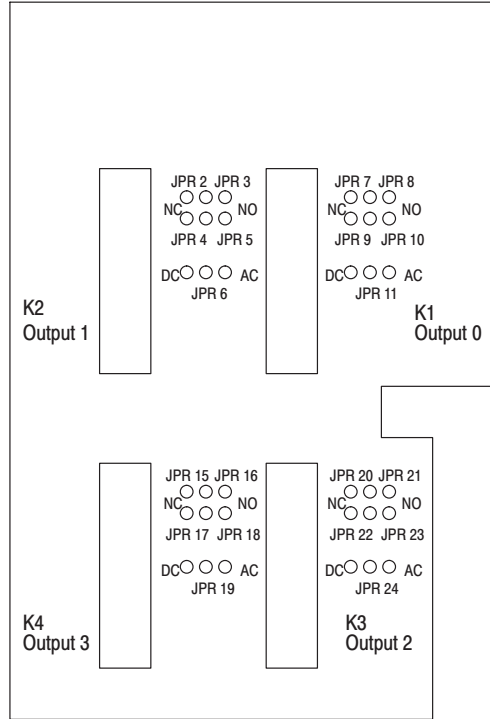 JPR 2 JPR 3
NC NO
JPR 4 JPR 5
DC AC
JPR 6
K2
Output 1
JPR 7 JPR 8
NC NO
JPR 9 JPR 10
DC AC
JPR 11
K1
Output 0
JPR 15 JPR 16
NC NO
JPR 17 JPR 18
DC AC
JPR 19
K4
Output 3
JPR 20 JPR 21
NC NO
JPR 22 JPR 23
DC AC
JPR 24
K3
Output 2